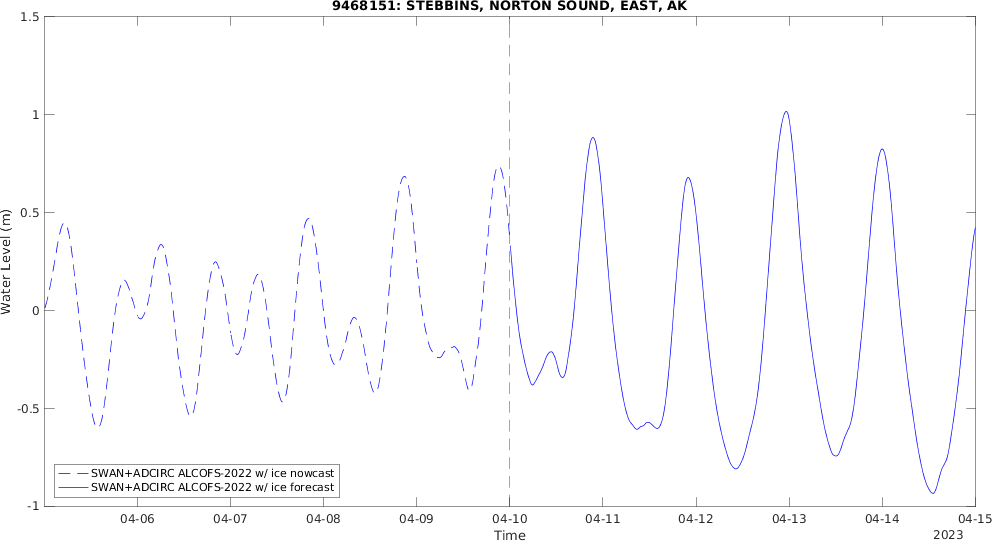 9468151: STEBBINS, NORTON SOUND, EAST, AK
1.5
1
0.5
0
-0.5
-1
Water Level (m)
SWAN+ADCIRC ALCOFS-2022 w/ ice nowcast
SWAN+ADCIRC ALCOFS-2022 w/ ice forecast
04-06 04-07 04-08 04-09 04-10 04-11 04-12 04-13 04-14 04-15
Time
2023